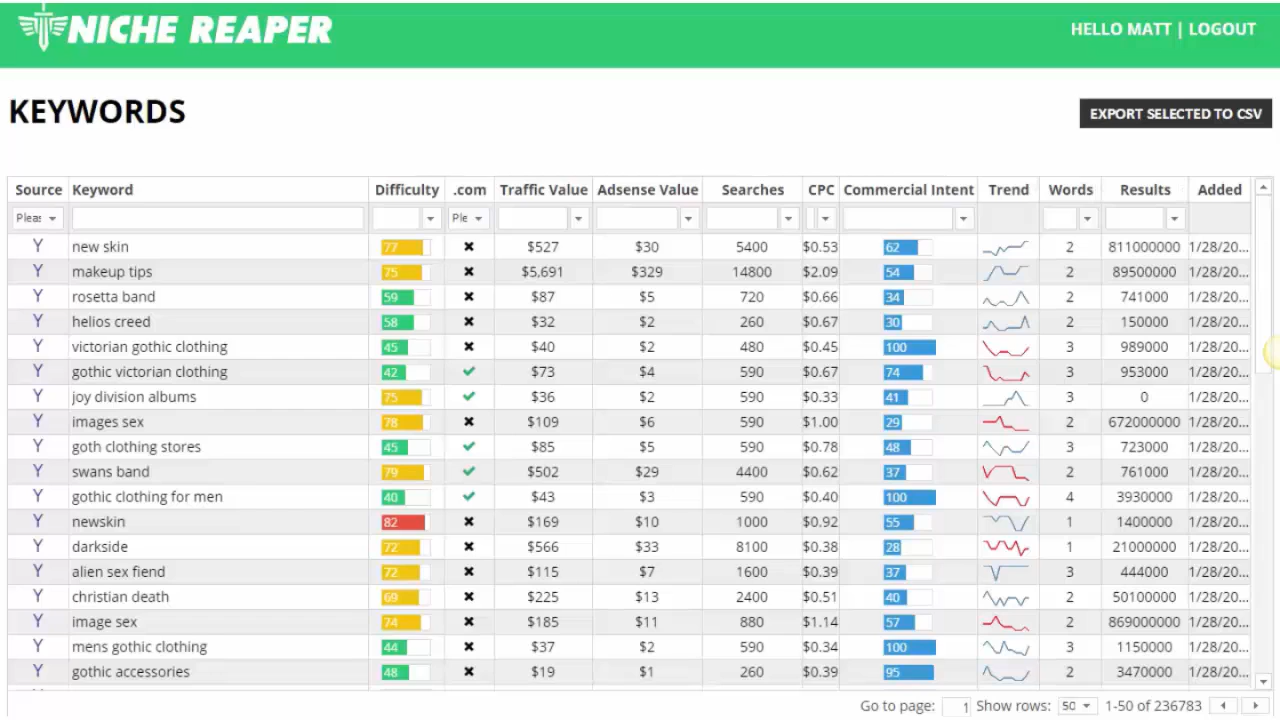 NICHE REAPER
HELLO MATT | LOGOUT
KEYWORDS
EXPORT SELECTED TO CSV
Source Keyword Difficulty .com Traffic Value Adsense Value Searches CPC Commercial Intent Trend Words Results Added
Pleas Ple
Y new skin 77 $527 $30 5400 $0.53 62 2 811000000 1/28/20...
Y makeup tips 75 $5,691 $329 14800 $2.09 54 2 89500000 1/28/20...
Y rosetta band 59 $87 $5 720 $0.66 34 2 741000 1/28/20...
Y helios creed 58 $32 $2 260 $0.67 30 2 150000 1/28/20...
Y victorian gothic clothing 45 $40 $2 480 $0.45 100 3 989000 1/28/20...
Y gothic victorian clothing 42 $73 $4 590 $0.67 74 3 953000 1/28/20...
Y joy division albums 75 $36 $2 590 $0.33 41 3 0 1/28/20...
Y images sex 78 $109 $6 590 $1.00 29 2 672000000 1/28/20...
Y goth clothing stores 45 $85 $5 590 $0.78 48 3 723000 1/28/20...
Y swans band 79 $502 $29 4400 $0.62 37 2 761000 1/28/20...
Y gothic clothing for men 40 $43 $3 590 $0.40 100 4 3930000 1/28/20...
Y newskin 82 $169 $10 1000 $0.92 55 1 1400000 1/28/20...
Y darkside 72 $566 $33 8100 $0.38 28 1 21000000 1/28/20...
Y alien sex fiend 72 $115 $7 1600 $0.39 37 3 444000 1/28/20...
Y christian death 69 $225 $13 2400 $0.51 40 2 50100000 1/28/20...
Y image sex 74 $185 $11 880 $1.14 57 2 869000000 1/28/20...
Y mens gothic clothing 44 $37 $2 590 $0.34 100 3 1150000 1/28/20...
Y gothic accessories 48 $19 $1 260 $0.39 95 2 3470000 1/28/20...
Go to page: 1 Show rows: 50 1-50 of 236783